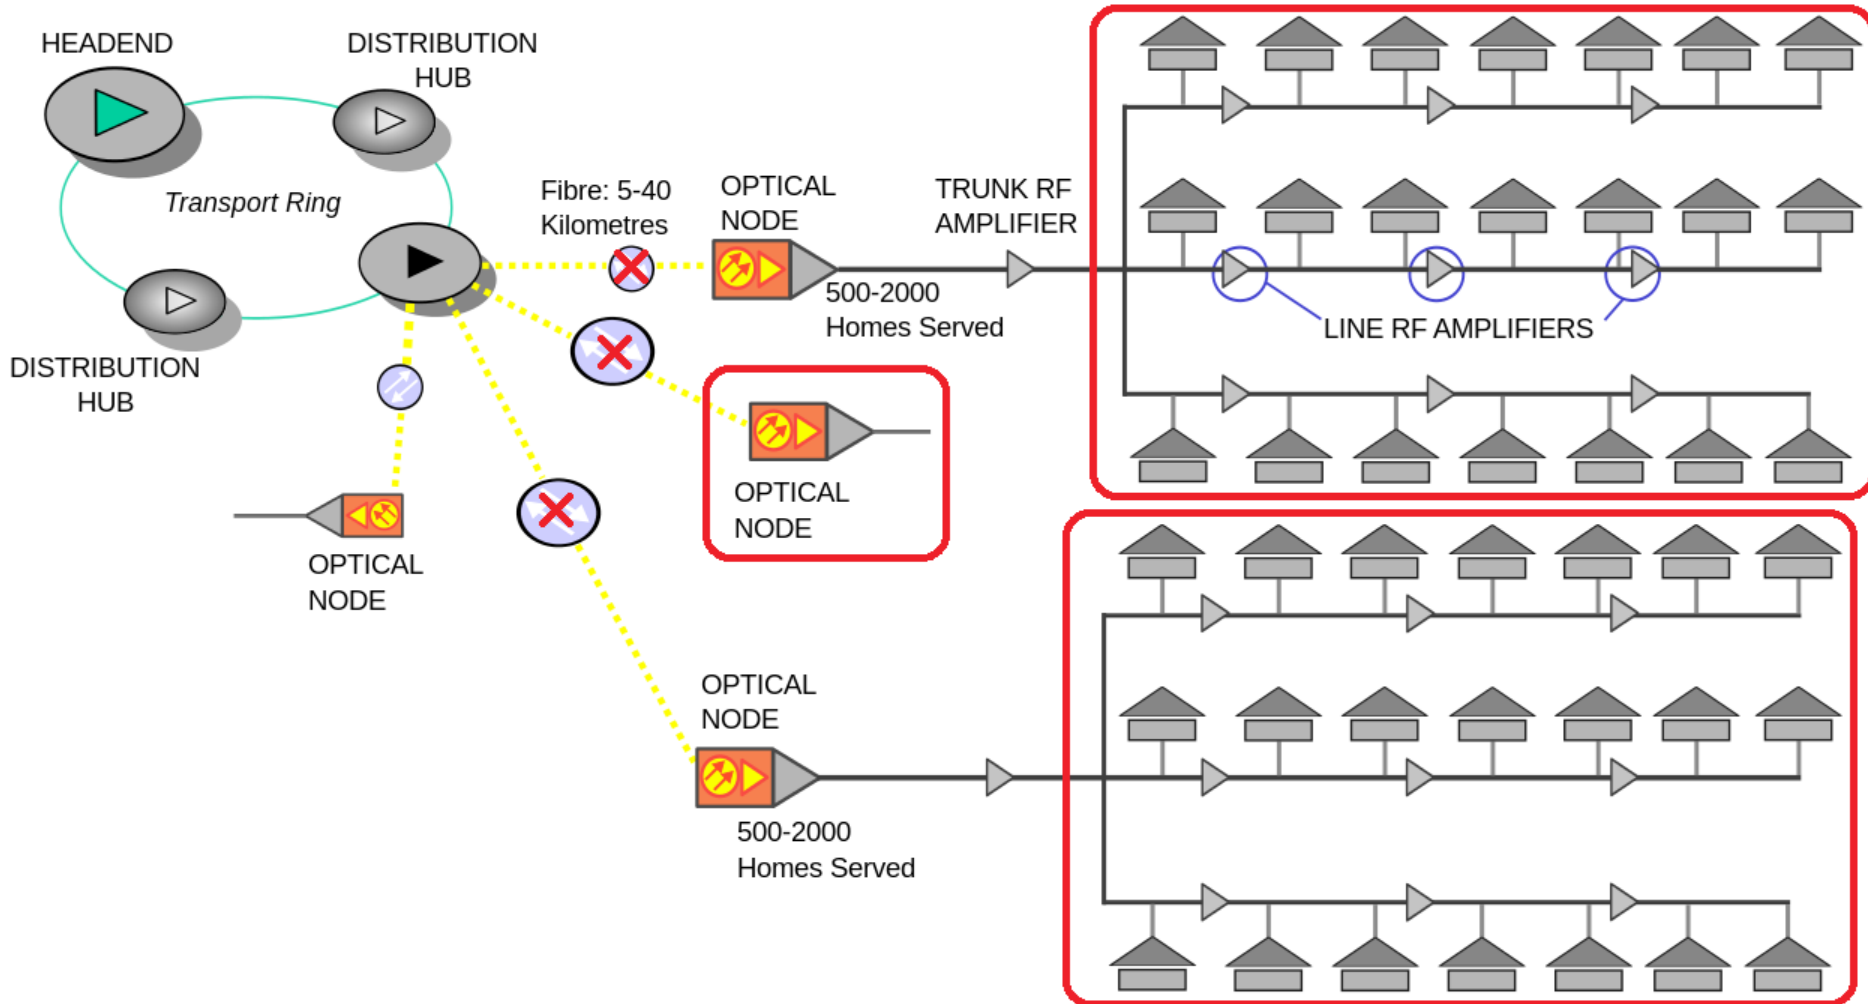 HEADEND
DISTRIBUTION
HUB
Transport Ring
Fibre: 5-40
Kilometres
OPTICAL
NODE
TRUNK RF
AMPLIFIER
500-2000
Homes Served
LINE RF AMPLIFIERS
DISTRIBUTION
HUB
OPTICAL
NODE
OPTICAL
NODE
OPTICAL
NODE
500-2000
Homes Served